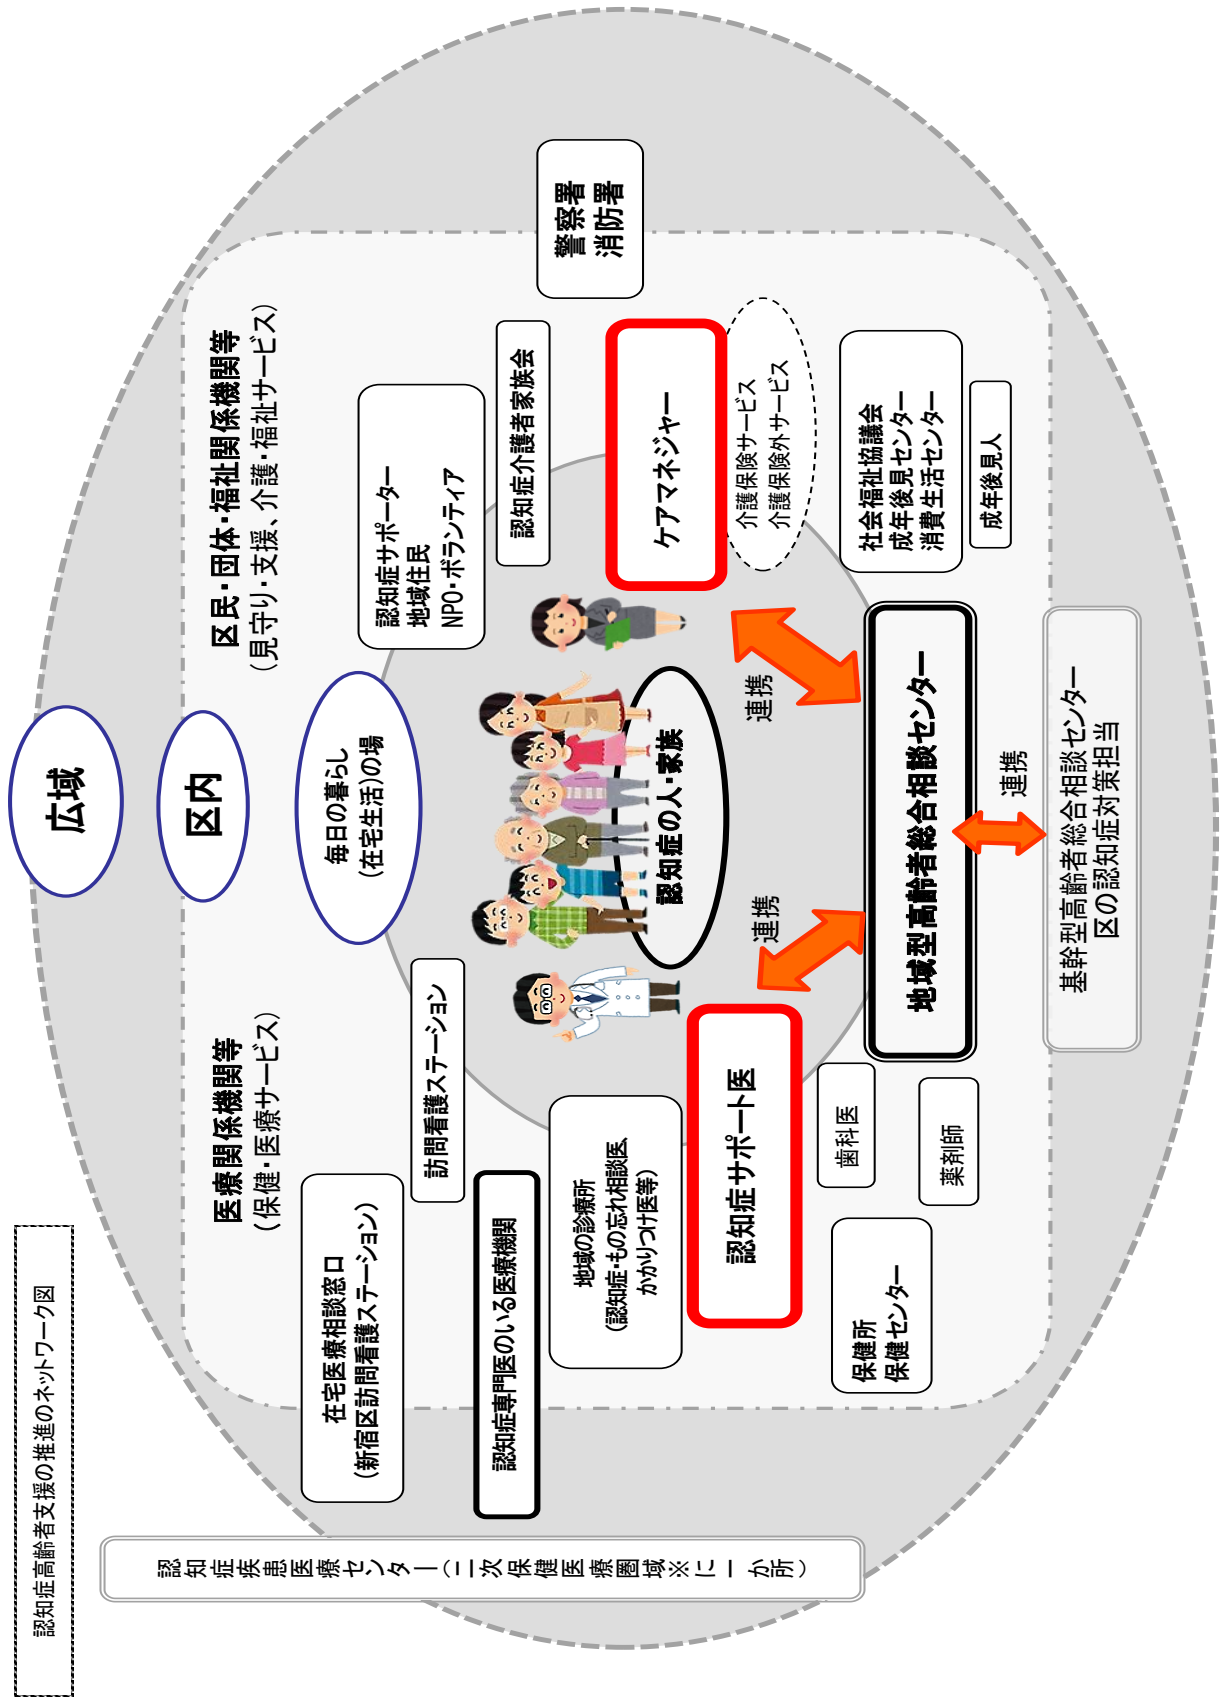 認知症高齢者支援の推進のネットワーク図
広域
区内
毎日の暮らし
(在宅生活)の場
医療関係機関等
(保健・医療サービス)
区民・団体・福祉関係機関等
(見守り・支援、介護・福祉サービス)
認知症疾患医療センター(二次保健医療圏域※に一か所)
在宅医療相談窓口
(新宿区訪問看護ステーション)
訪問看護ステーション
認知症専門医のいる医療機関
地域の診療所
(認知症・もの忘れ相談医、
かかりつけ医等)
認知症サポート医
歯科医
薬剤師
保健所
保健センター
認知症の人・家族
認知症サポーター
地域住民
NPO・ボランティア
認知症介護者家族会
警察署
消防署
ケアマネジャー
介護保険サービス
介護保険外サービス
社会福祉協議会
成年後見センター
消費生活センター
成年後見人
連携
連携
地域型高齢者総合相談センター
連携
基幹型高齢者総合相談センター
区の認知症対策担当